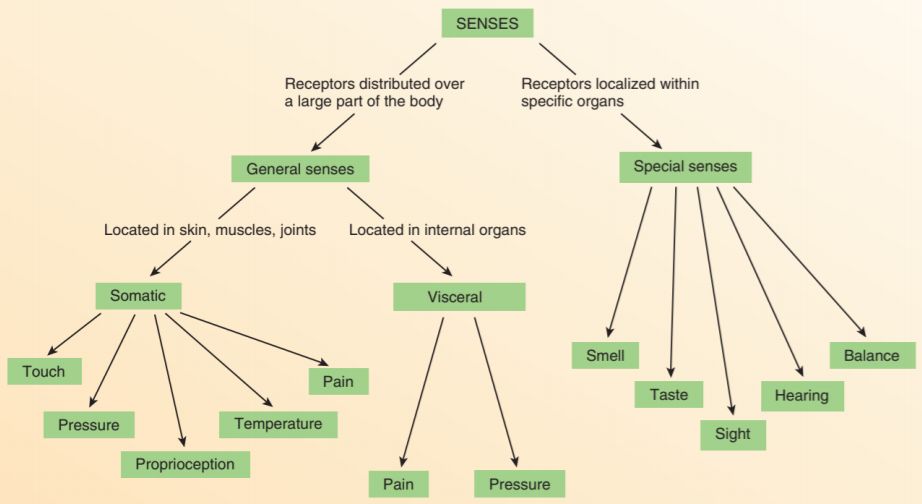 SENSES
Receptors distributed over
a large part of the body
Receptors localized within
specific organs
General senses
Special senses
Located in skin, muscles, joints
Located in internal organs
Somatic
Visceral
Touch
Pressure
Proprioception
Temperature
Pain
Pain
Pressure
Smell
Taste
Sight
Hearing
Balance